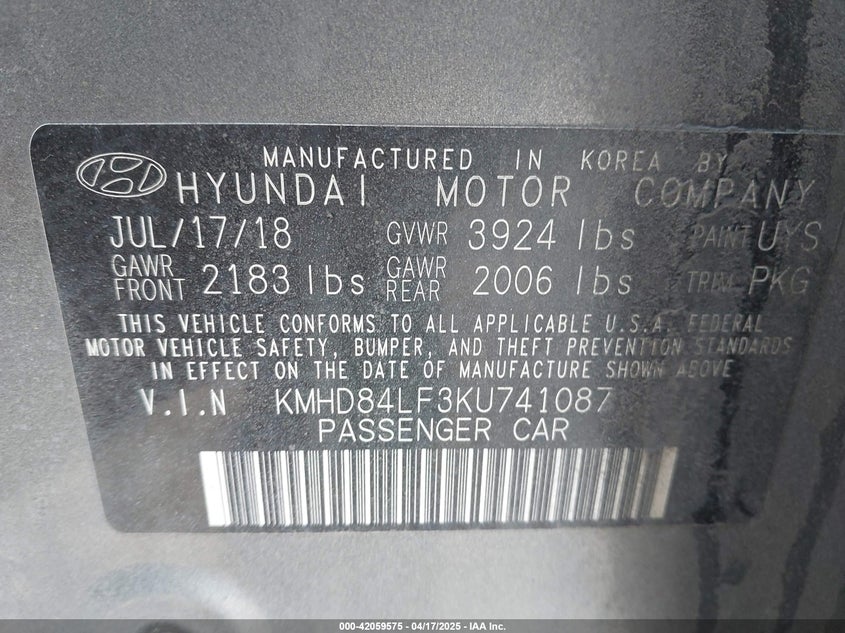 MANUFACTURED IN KOREA BY
HYUNDAI MOTOR COMPANY
JUL/17/18 GVWR 3924 lbs PAINT UYS
GAWR FRONT 2183 lbs GAWR REAR 2006 lbs TRIM PKG
THIS VEHICLE CONFORMS TO ALL APPLICABLE U.S.A. FEDERAL
MOTOR VEHICLE SAFETY, BUMPER, AND THEFT PREVENTION STANDARDS
IN EFFECT ON THE DATE OF MANUFACTURE SHOWN ABOVE
V.I.N KMHD84LF3KU741087
PASSENGER CAR
000-42059575 - 04/17/2025 - IAA Inc.